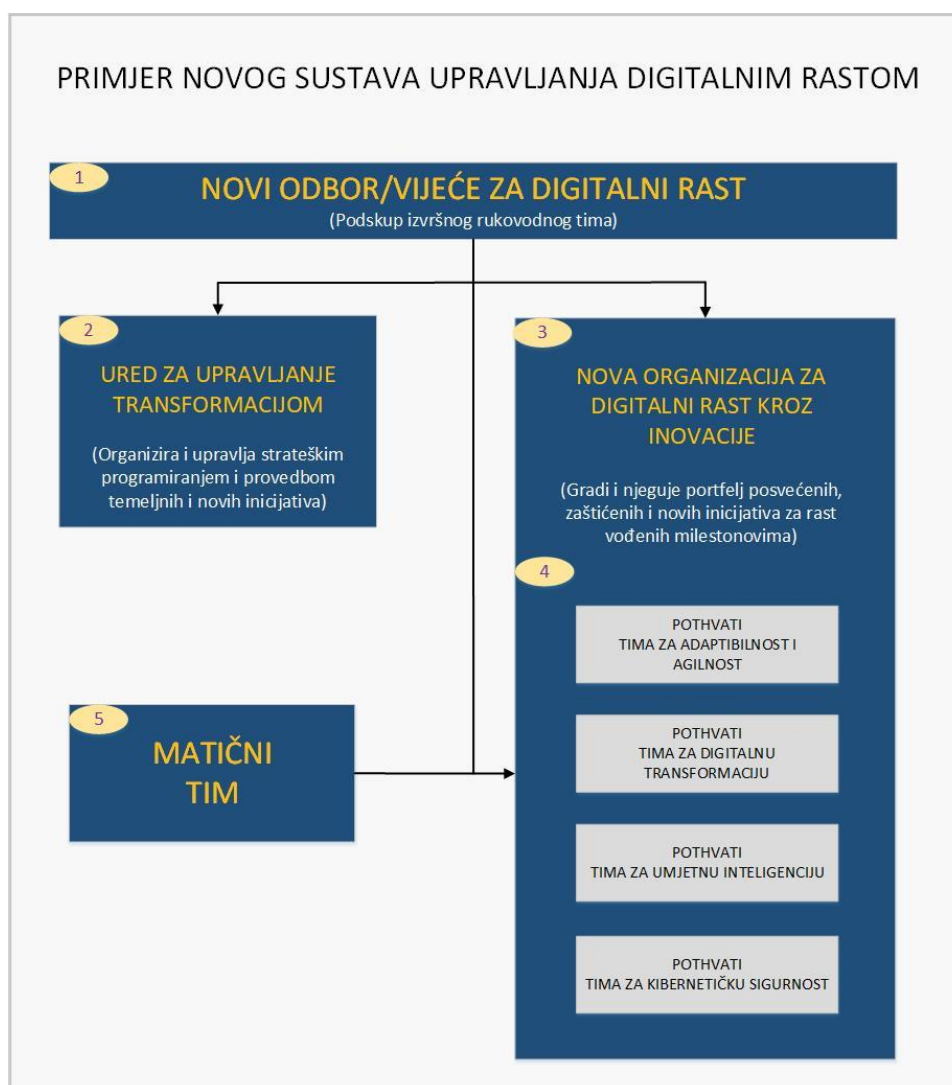 PRIMJER NOVOG SUSTAVA UPRAVLJANJA DIGITALNIM RASTOM
1
NOVI ODBOR/VIJEĆE ZA DIGITALNI RAST
(Podskup izvršnog rukovodnog tima)
2
URED ZA UPRAVLJANJE
TRANSFORMACIJOM
(Organizira i upravlja strateškim
programiranjem i provedbom
temeljnih i novih inicijativa)
3
NOVA ORGANIZACIJA ZA
DIGITALNI RAST KROZ
INOVACIJE
(Gradi i njeguje portfelj posvećenih,
zaštićenih i novih inicijativa za rast
vođenih milestonovima)
4
POTHVATI
TIMA ZA ADAPTIBILNOST I
AGILNOST
POTHVATI
TIMA ZA DIGITALNU
TRANSFORMACIJU
POTHVATI
TIMA ZA UMJETNU INTELIGENCIJU
POTHVATI
TIMA ZA KIBERNETIČKU SIGURNOST
5
MATIČNI
TIM